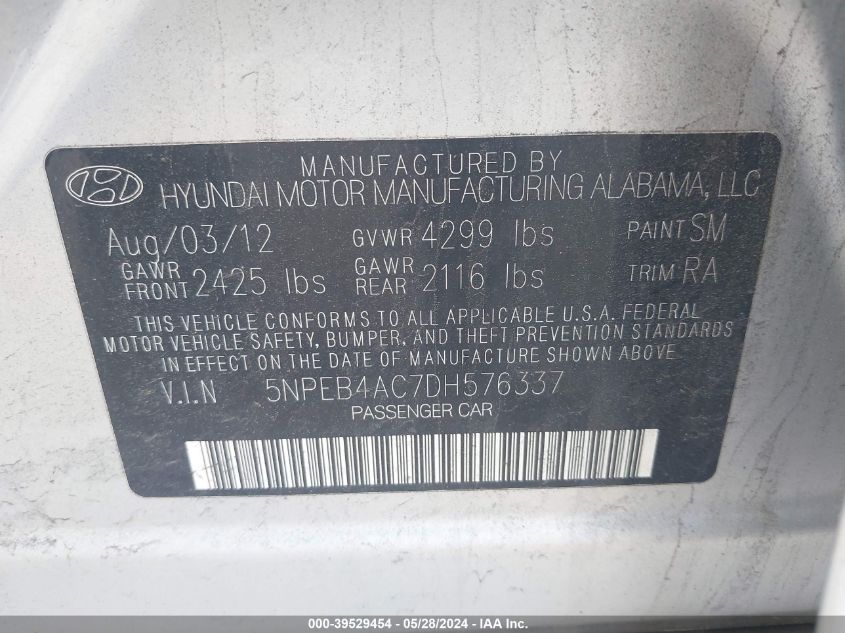 MANUFACTURED BY
HYUNDAI MOTOR MANUFACTURING ALABAMA, LLC
Aug/03/12 GVWR 4299 lbs PAINT SM
GAWR FRONT 2425 lbs GAWR REAR 2116 lbs TRIM RA
THIS VEHICLE CONFORMS TO ALL APPLICABLE U.S.A. FEDERAL
MOTOR VEHICLE SAFETY, BUMPER, AND THEFT PREVENTION STANDARDS
IN EFFECT ON THE DATE OF MANUFACTURE SHOWN ABOVE.
V.I.N 5NPEB4AC7DH576337
PASSENGER CAR
000-39529454 - 05/28/2024 - IAA Inc.